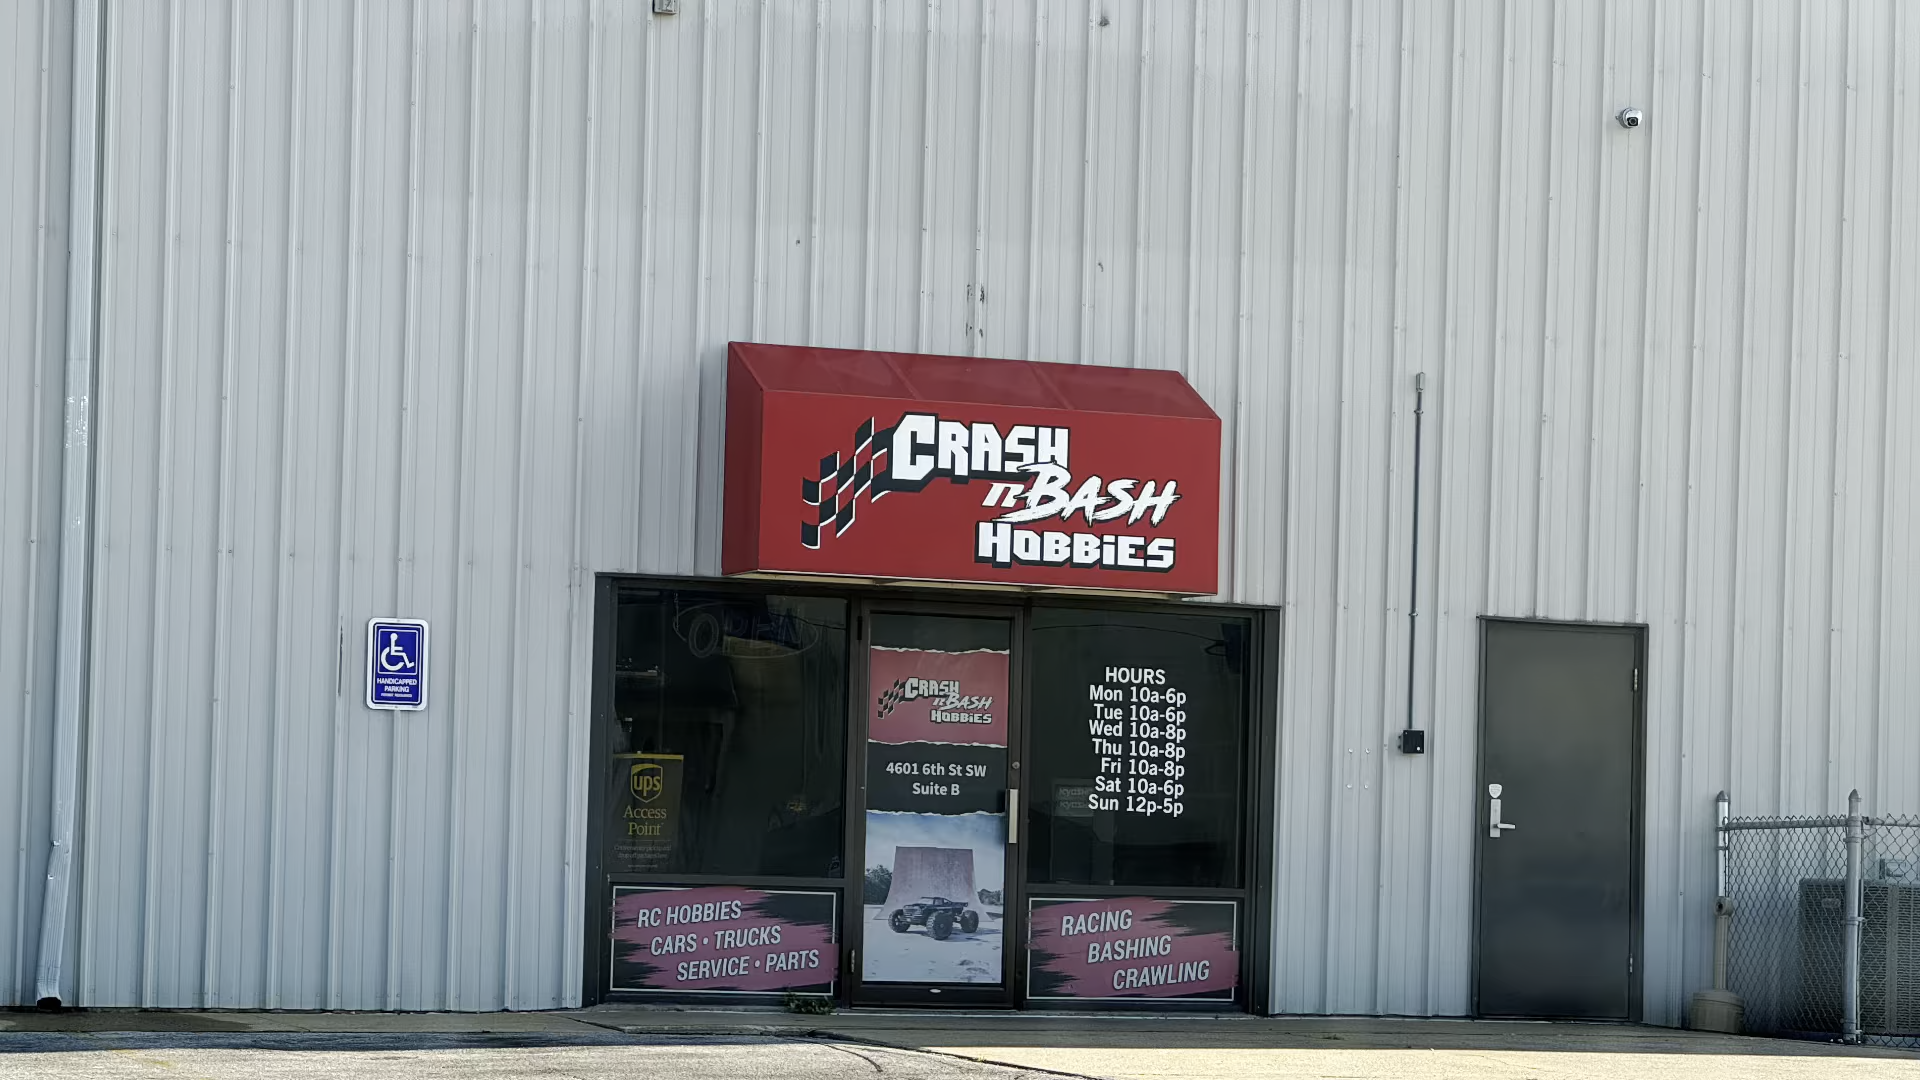 CRASH
n BASH
HOBBiES
OPEN
HANDICAPPED
PARKING
CRASH
n BASH
HOBBiES
4601 6th St SW
Suite B
HOURS
Mon 10a-6p
Tue 10a-6p
Wed 10a-8p
Thu 10a-8p
Fri 10a-8p
Sat 10a-6p
Sun 12p-5p
ups
Access
Point
RC HOBBIES
CARS • TRUCKS
SERVICE • PARTS
RACING
BASHING
CRAWLING